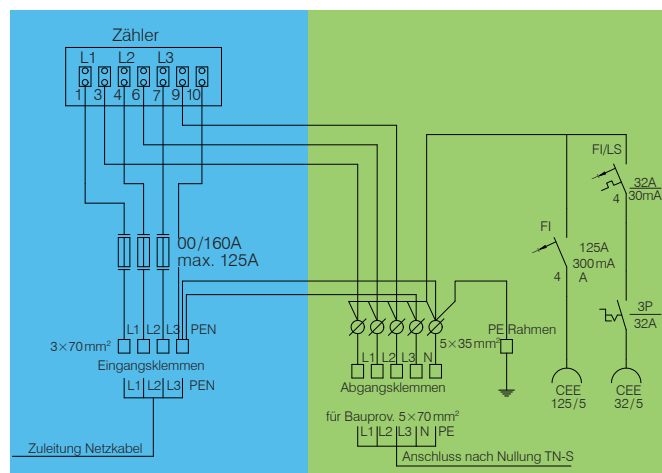 Zähler
L1 L2 L3
1 3 4 6 7 9 10
00/160A
max. 125A
L1 L2 L3 PEN
3×70mm²
Eingangsklemmen
L1 L2 L3 PEN
Zuleitung Netzkabel
FI/LS
32A
30mA
4
FI
125A
300mA
A
4
3P
32A
PE Rahmen
5×35mm²
L1 L2 L3 N
Abgangsklemmen
CEE
125/5
CEE
32/5
für Bauprov. 5×70mm²
L1 L2 L3 N PE
Anschluss nach Nullung TN-S